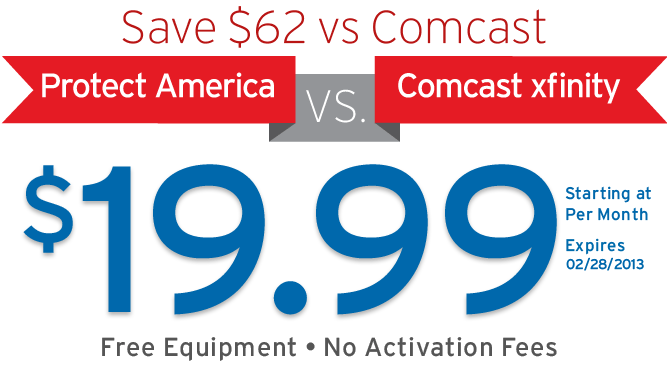 Save $62 vs Comcast
Protect America
VS.
Comcast xfinity
$19.99
Starting at
Per Month
Expires
02/28/2013
Free Equipment • No Activation Fees